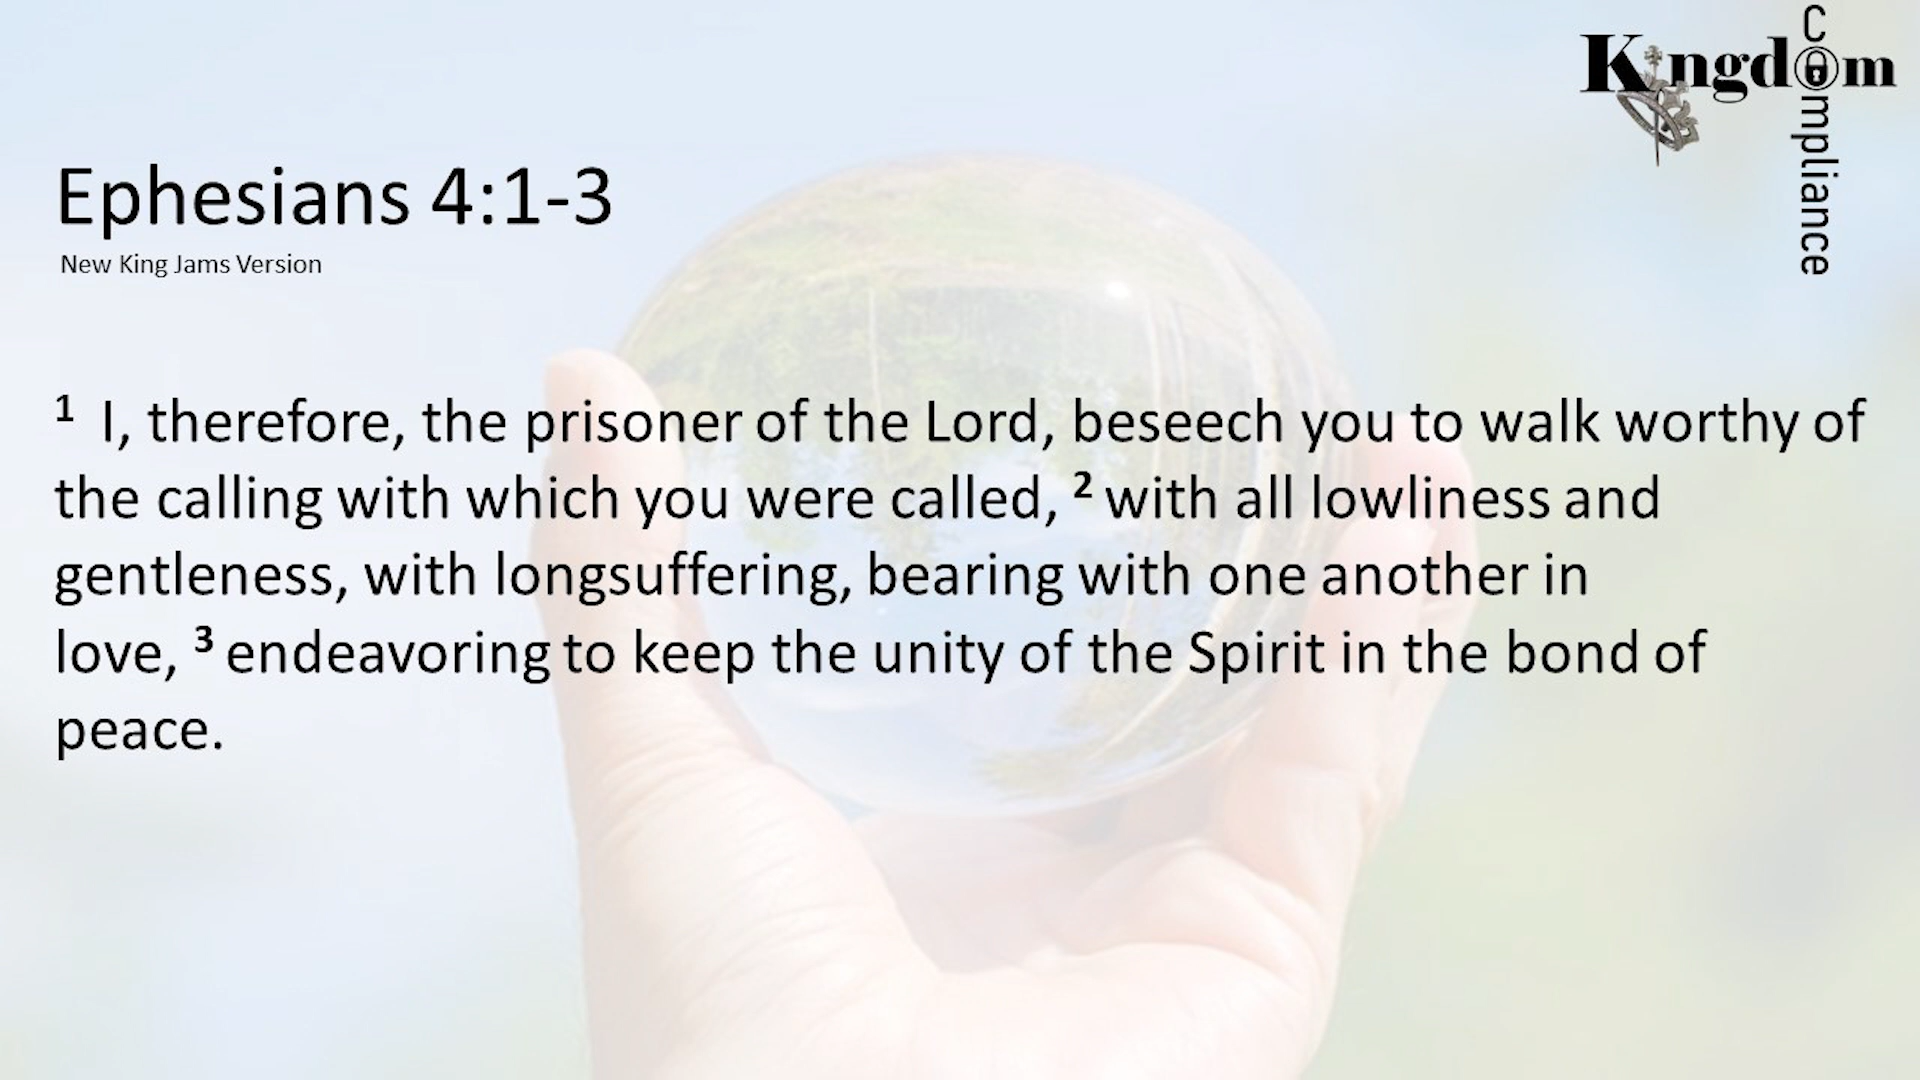 Kingdom
Compliance
Ephesians 4:1-3
New King Jams Version
1 I, therefore, the prisoner of the Lord, beseech you to walk worthy of
the calling with which you were called, 2 with all lowliness and
gentleness, with longsuffering, bearing with one another in
love, 3 endeavoring to keep the unity of the Spirit in the bond of
peace.